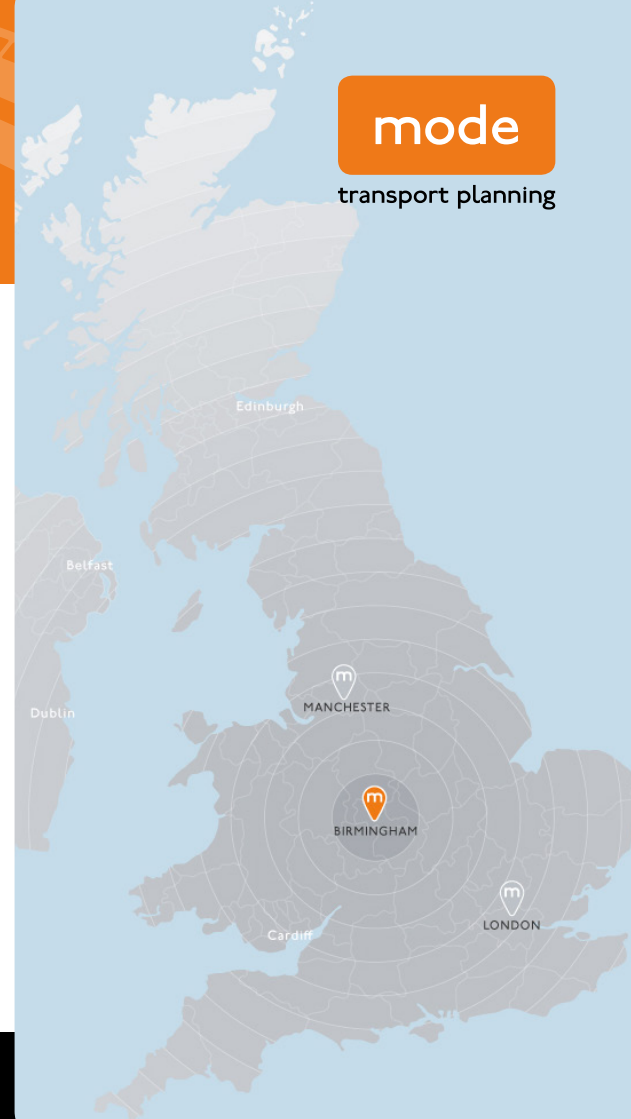 mode
transport planning
Edinburgh
Belfast
m
MANCHESTER
Dublin
m
BIRMINGHAM
m
LONDON
Cardiff